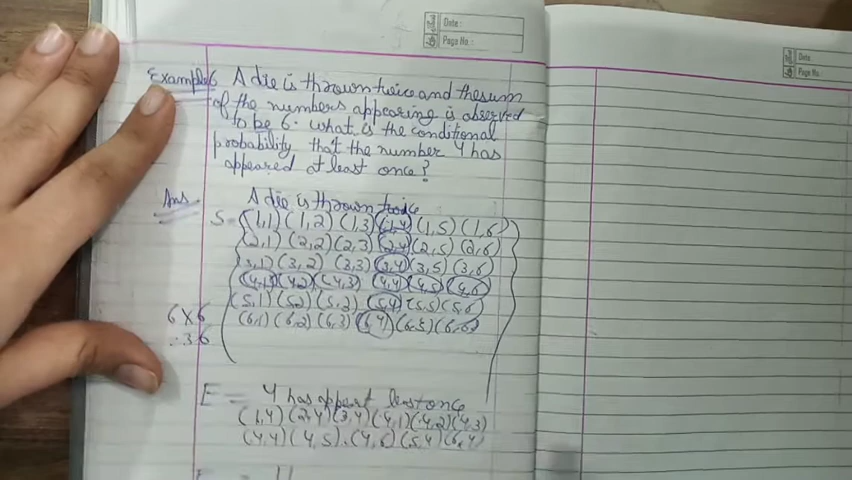 Date :
Page No :
Date :
Page No.
Example 6 A die is thrown twice and the sum
of the numbers appearing is observed
to be 6. what is the conditional
probability that the number 4 has
appeared at least once?
Ans A die is thrown twice
S = {(1,1) (1,2) (1,3) (1,4) (1,5) (1,6)
(2,1) (2,2) (2,3) (2,4) (2,5) (2,6)
(3,1) (3,2) (3,3) (3,4) (3,5) (3,6)
(4,1) (4,2) (4,3) (4,4) (4,5) (4,6)
(5,1) (5,2) (5,3) (5,4) (5,5) (5,6)
6x6 (6,1) (6,2) (6,3) (6,4) (6,5) (6,6)
=36
E = 4 has appeat least once
(1,4) (2,4) (3,4) (4,1) (4,2) (4,3)
(4,4) (4,5), (4,6) (5,4) (6,4)
= 11